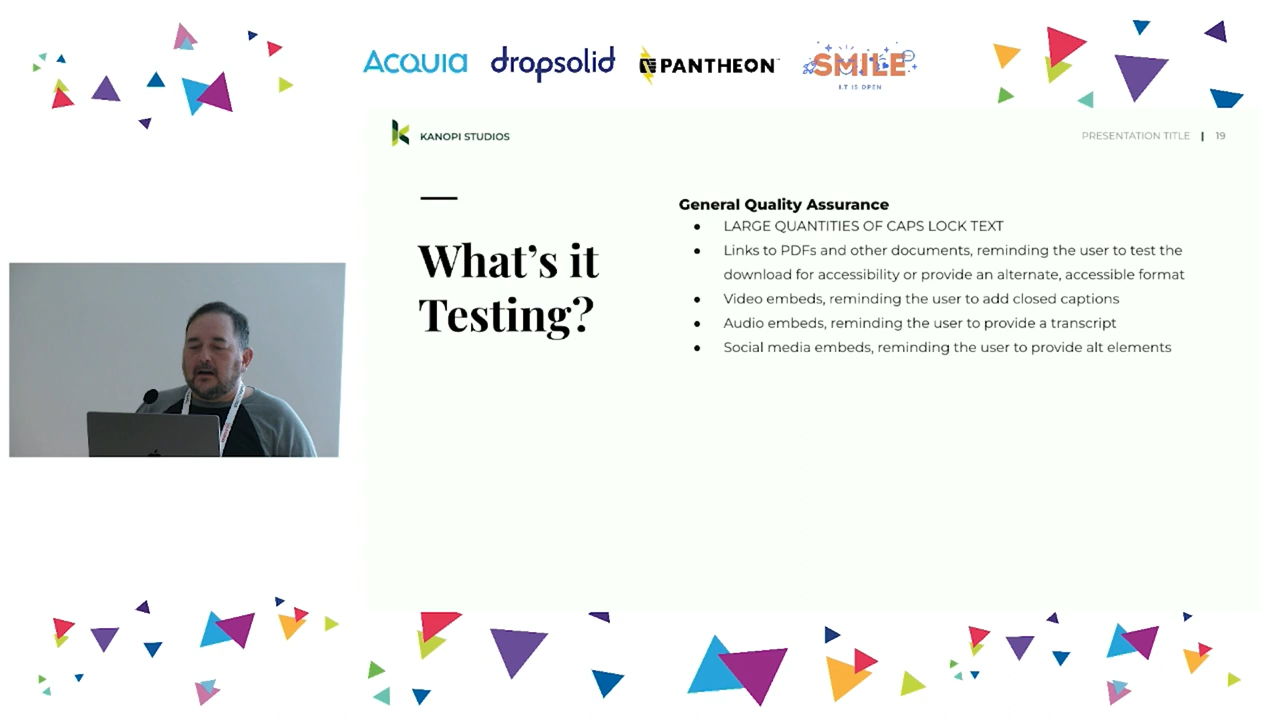 ACQUIA
dropsolid
PANTHEON
SMILE
I.T IS OPEN
KANOPI STUDIOS
PRESENTATION TITLE | 19
What's it
Testing?
General Quality Assurance
● LARGE QUANTITIES OF CAPS LOCK TEXT
● Links to PDFs and other documents, reminding the user to test the
download for accessibility or provide an alternate, accessible format
● Video embeds, reminding the user to add closed captions
● Audio embeds, reminding the user to provide a transcript
● Social media embeds, reminding the user to provide alt elements